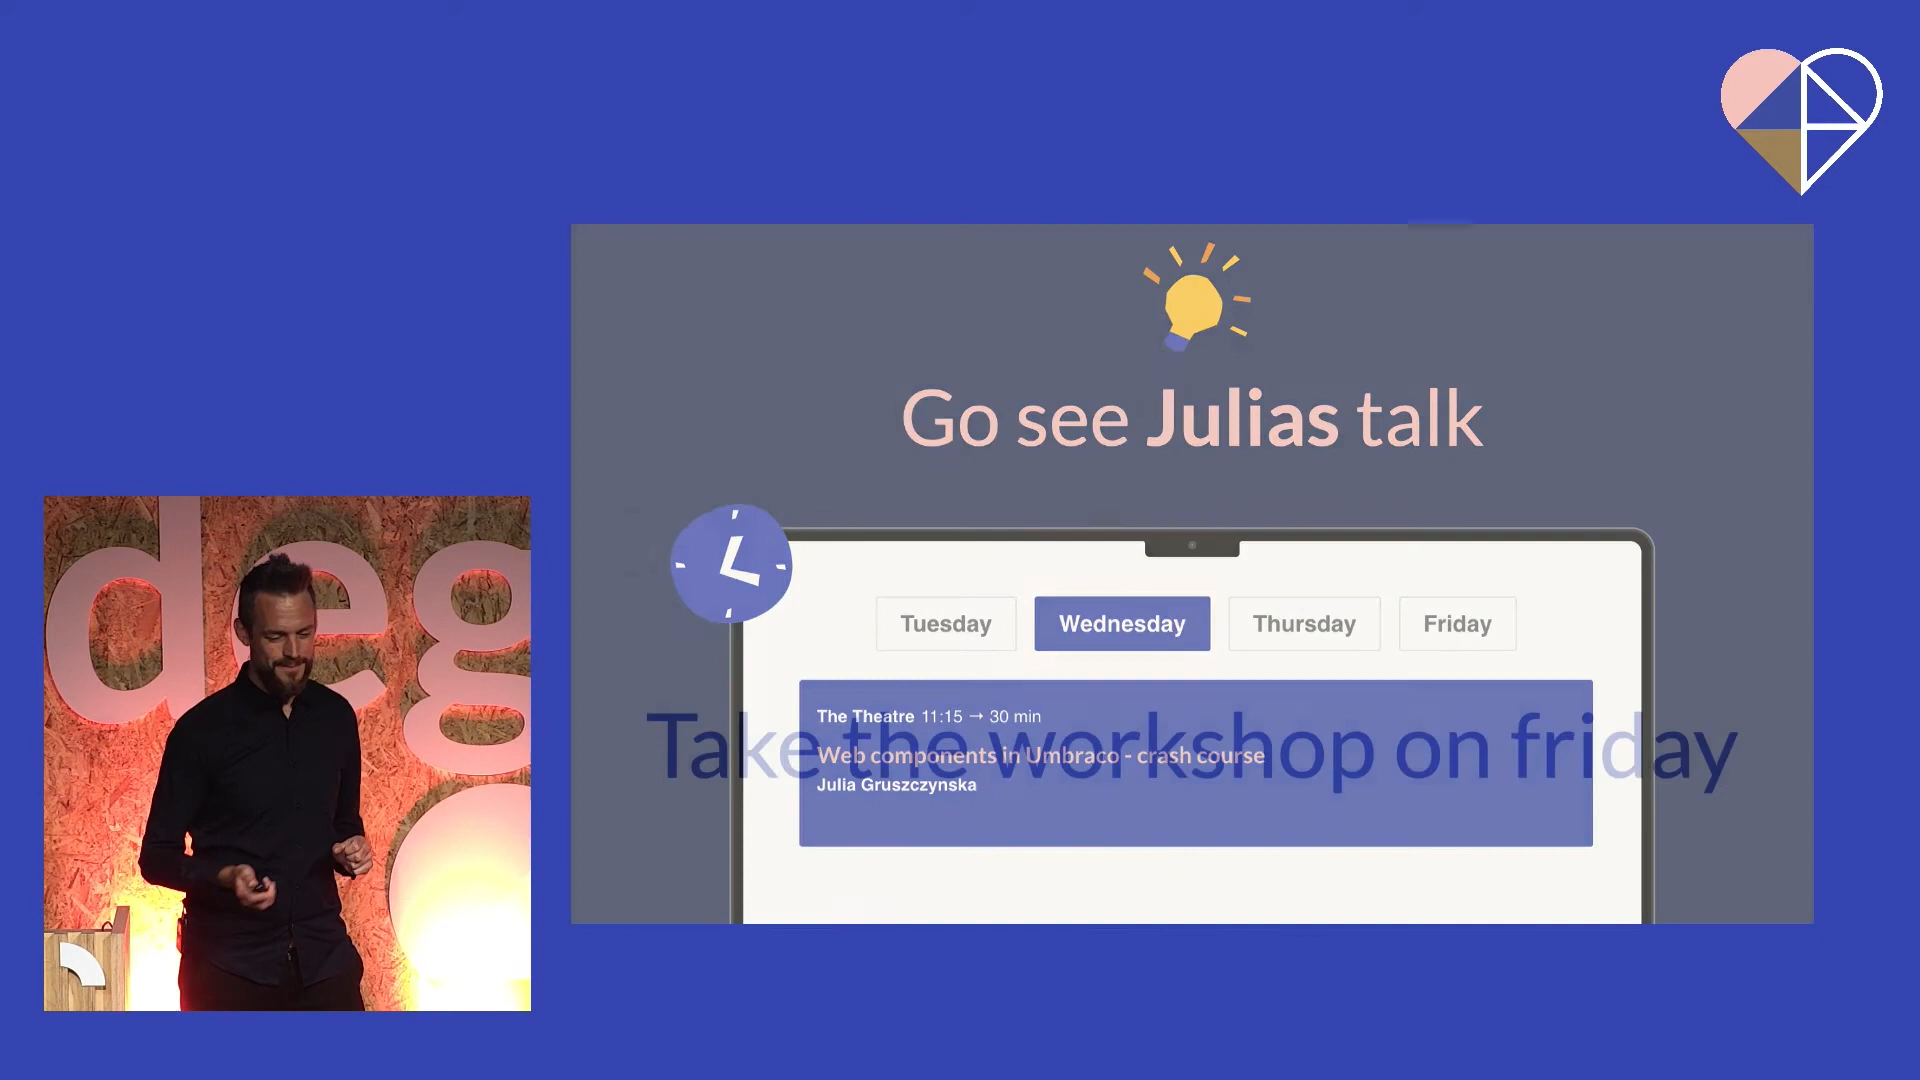 Go see Julias talk
Tuesday
Wednesday
Thursday
Friday
The Theatre 11:15 → 30 min
Web components in Umbraco - crash course
Julia Gruszczynska
Take the workshop on friday
deg